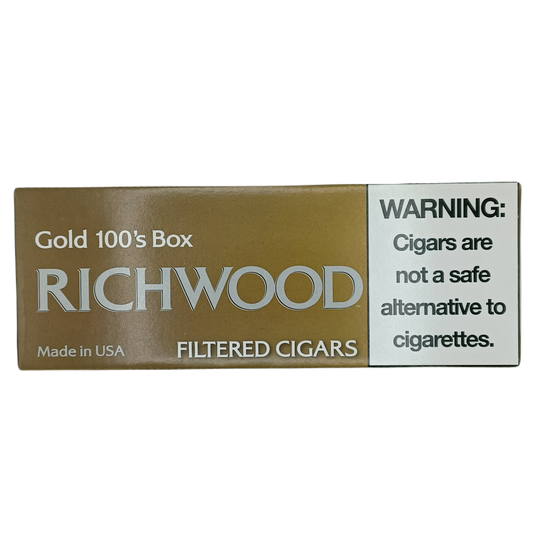 Gold 100's Box
RICHWOOD
Made in USA
FILTERED CIGARS
WARNING:
Cigars are
not a safe
alternative to
cigarettes.